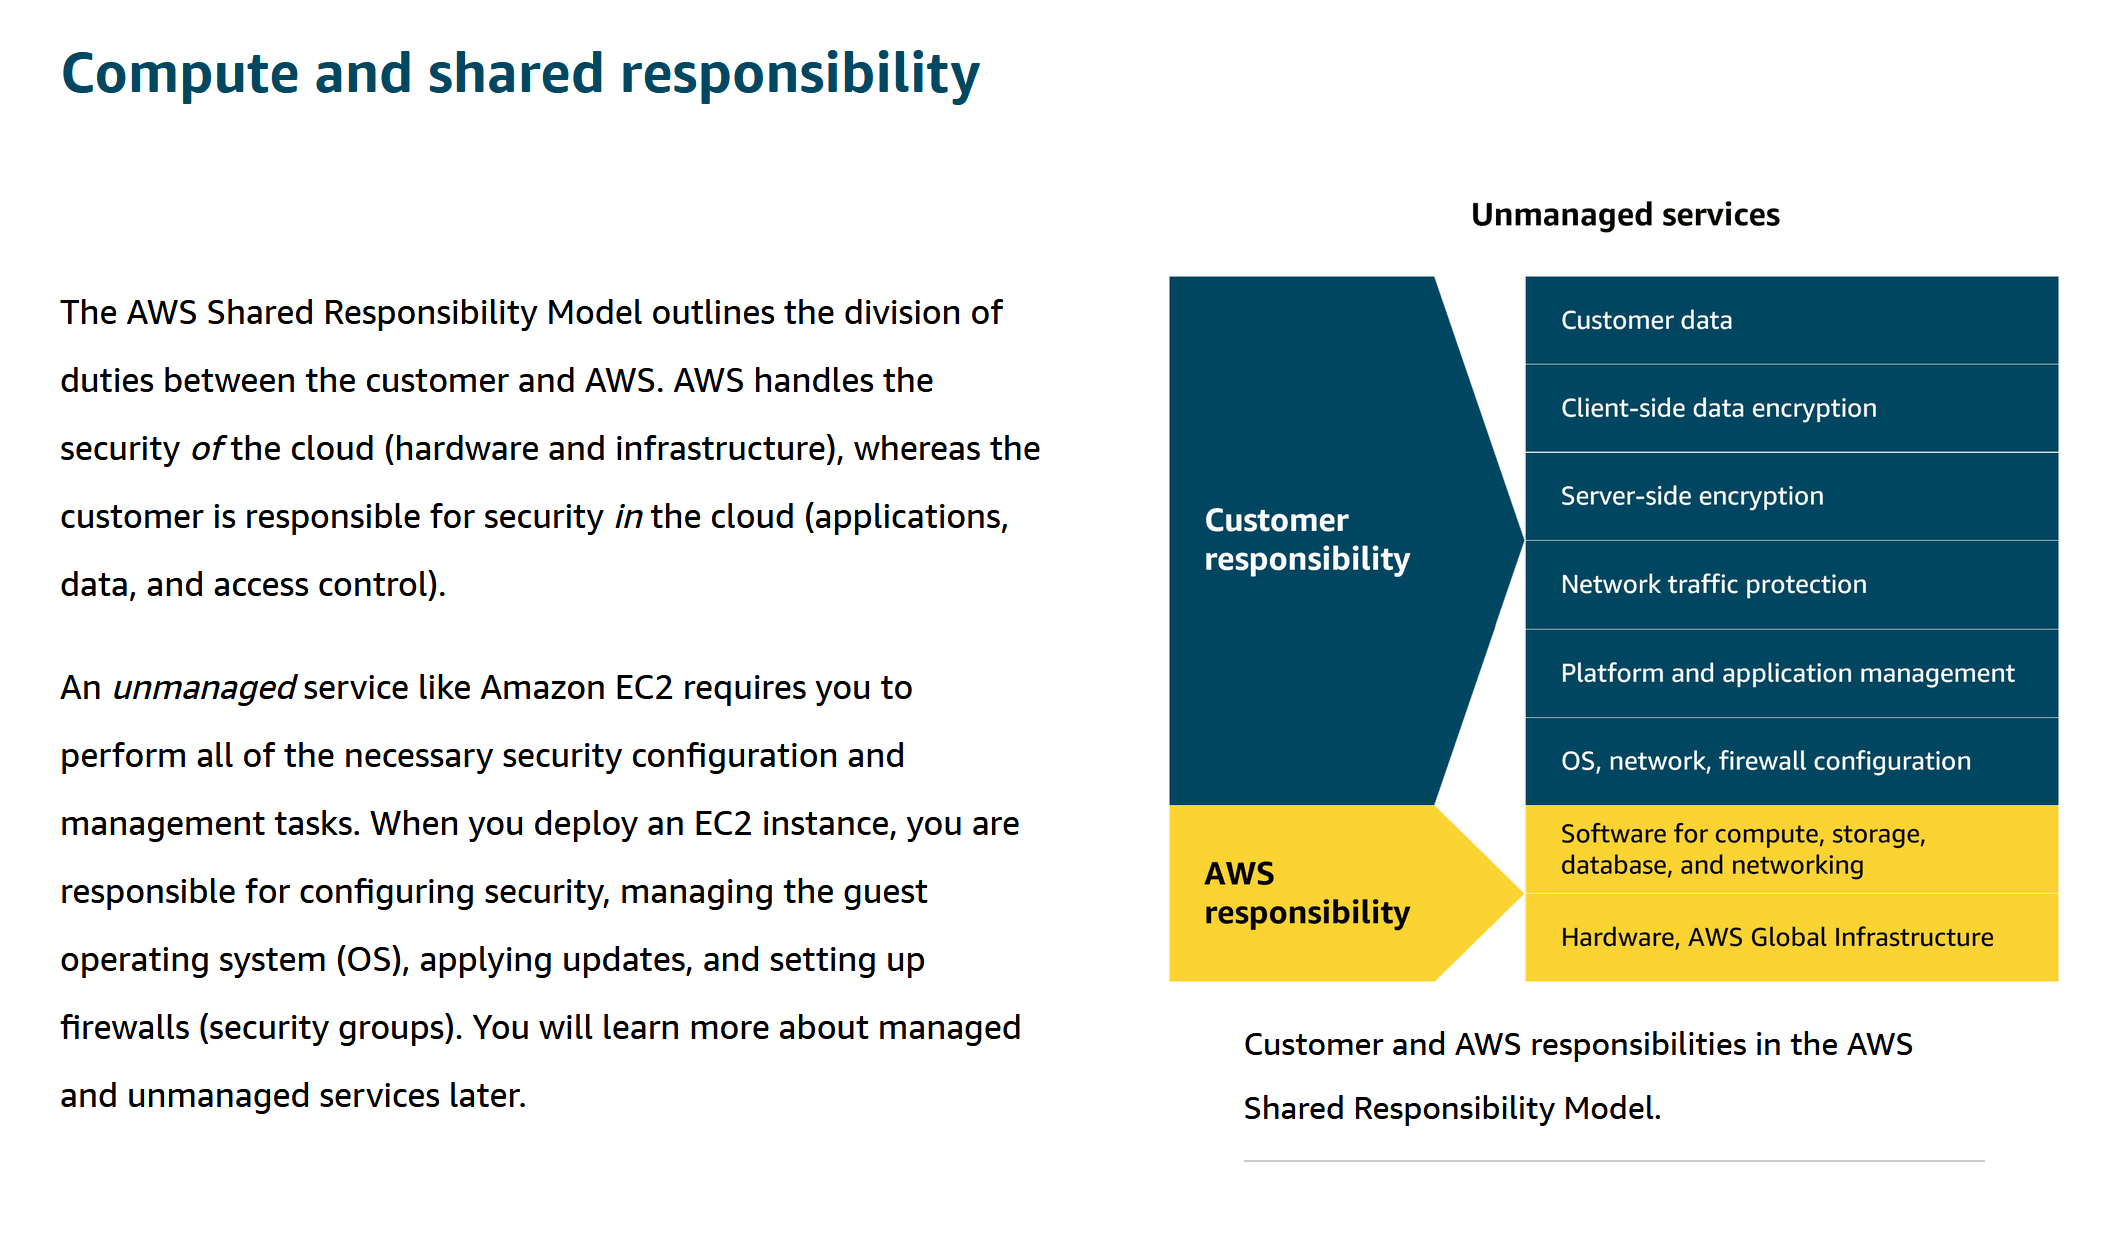 Compute and shared responsibility
The AWS Shared Responsibility Model outlines the division of
duties between the customer and AWS. AWS handles the
security of the cloud (hardware and infrastructure), whereas the
customer is responsible for security in the cloud (applications,
data, and access control).
An unmanaged service like Amazon EC2 requires you to
perform all of the necessary security configuration and
management tasks. When you deploy an EC2 instance, you are
responsible for configuring security, managing the guest
operating system (OS), applying updates, and setting up
firewalls (security groups). You will learn more about managed
and unmanaged services later.
Unmanaged services
Customer
responsibility
Customer data
Client-side data encryption
Server-side encryption
Network traffic protection
Platform and application management
OS, network, firewall configuration
AWS
responsibility
Software for compute, storage,
database, and networking
Hardware, AWS Global Infrastructure
Customer and AWS responsibilities in the AWS
Shared Responsibility Model.